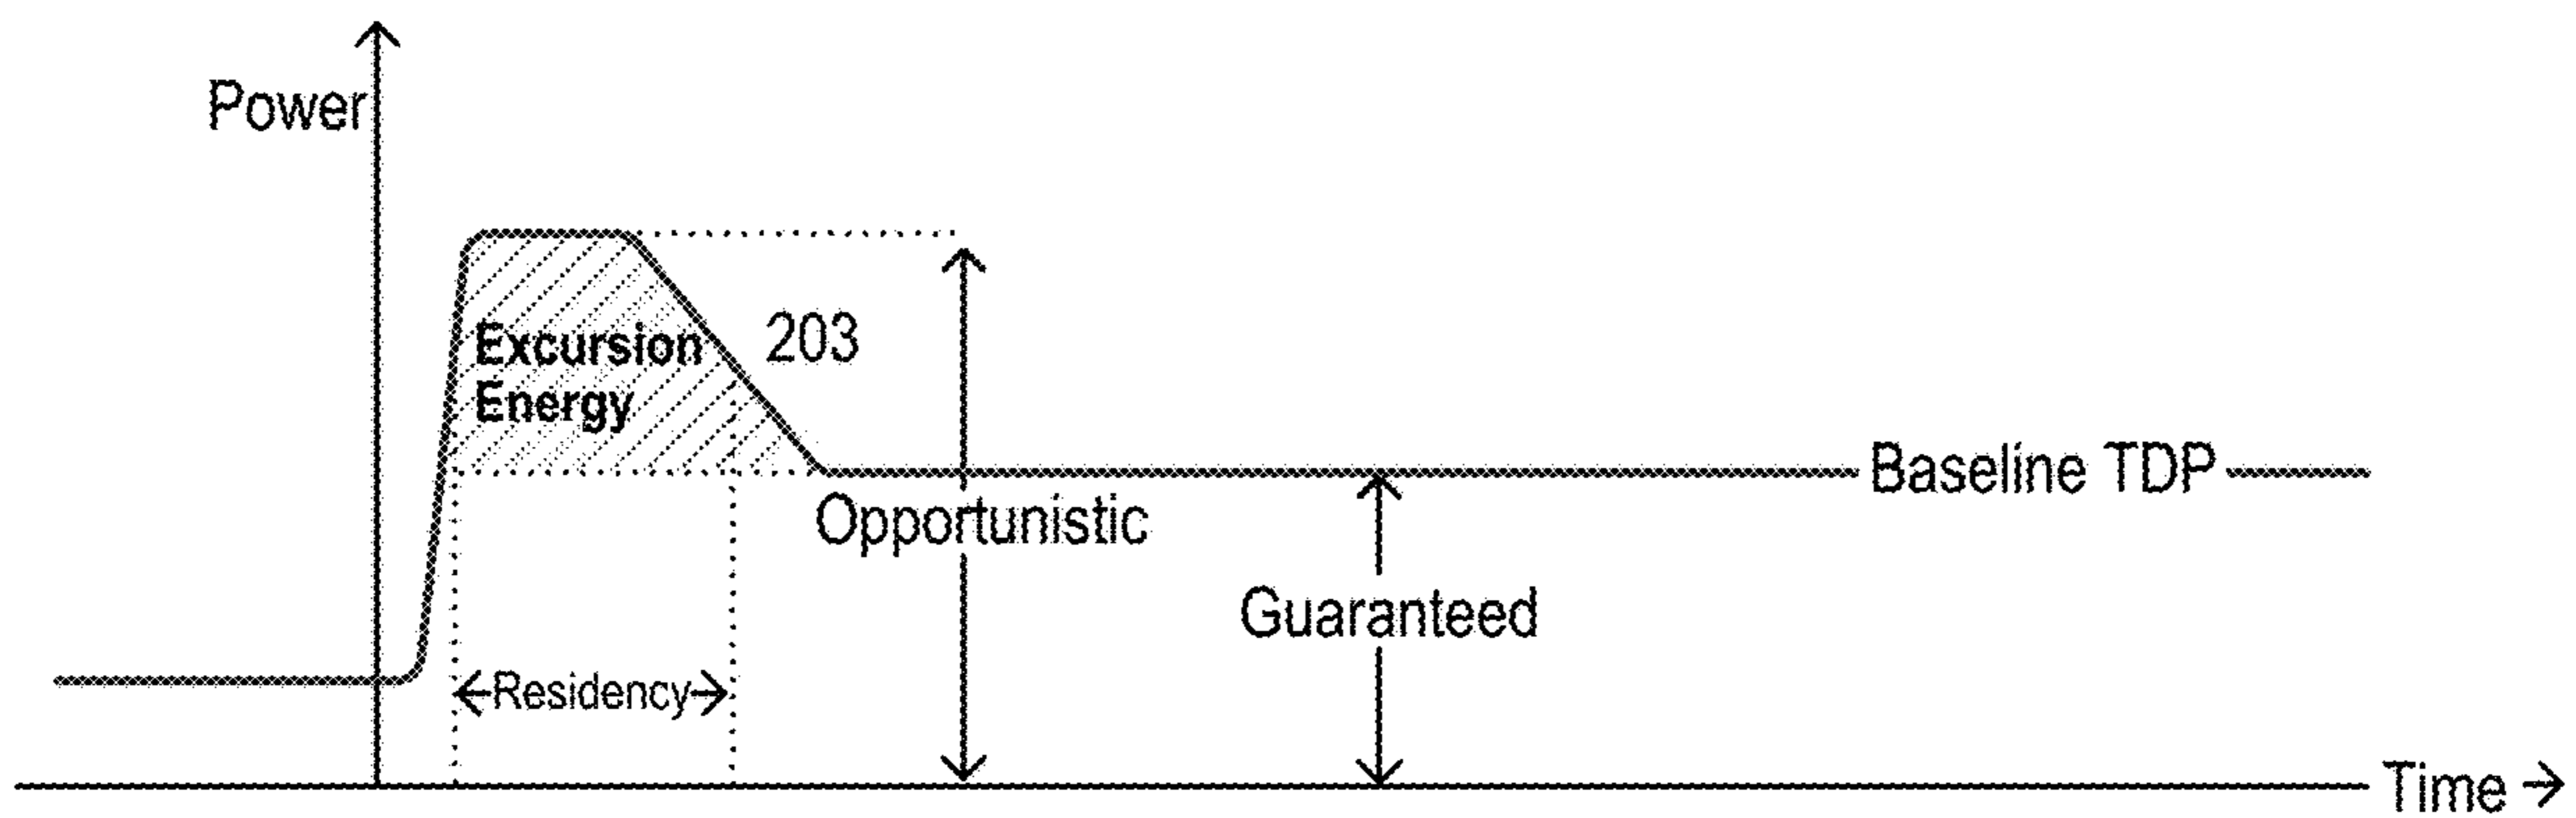 Power
Excursion
Energy
203
Baseline TDP
Opportunistic
Guaranteed
Residency
Time